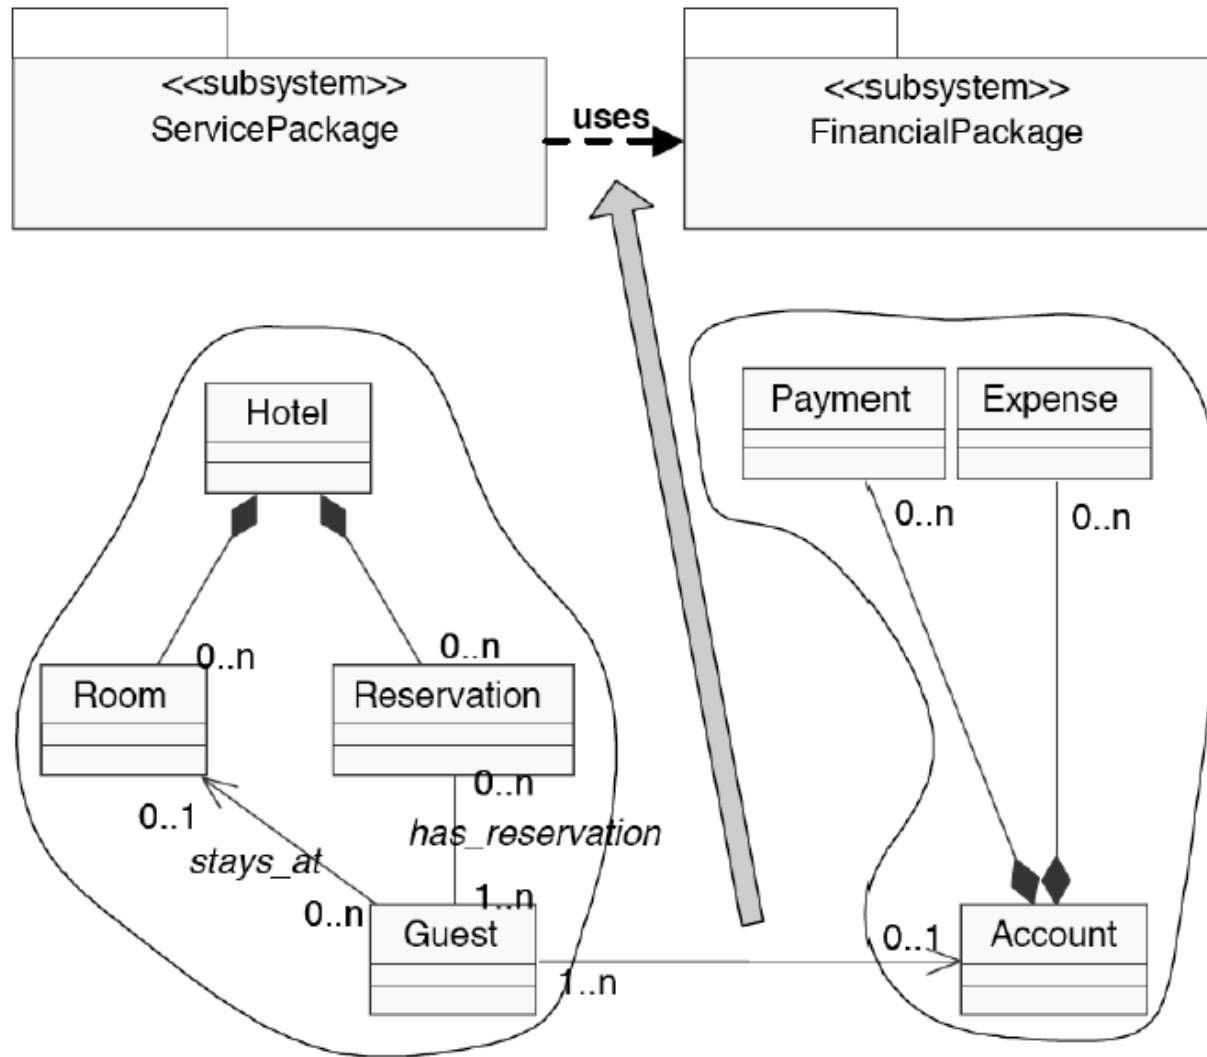 <<subsystem>>
ServicePackage
uses
<<subsystem>>
FinancialPackage
Hotel
Payment
Expense
0..n
0..n
0..n
0..n
Room
Reservation
0..1
0..n
stays_at
has_reservation
0..n
1..n
Guest
1..n
0..1
Account